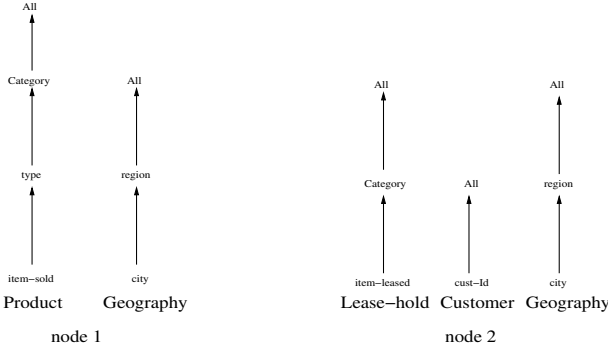 All
Category
All
type
region
item-sold
city
Product
Geography
node 1
All
All
Category
All
region
item-leased
cust-Id
city
Lease-hold
Customer
Geography
node 2